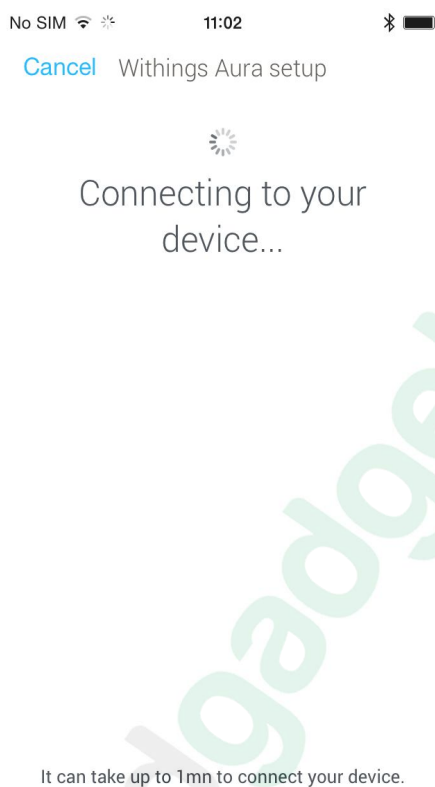 No SIM 11:02
Cancel Withings Aura setup
Connecting to your
device...
It can take up to 1mn to connect your device.